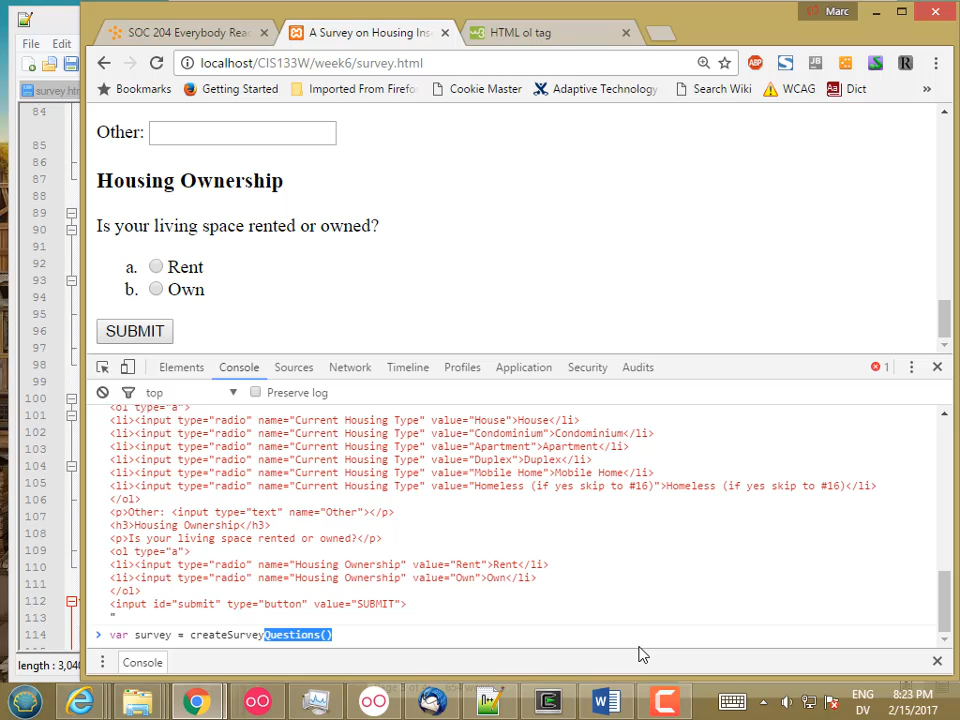 Marc
SOC 204 Everybody Rea
A Survey on Housing Ins
HTML ol tag
File Edit
localhost/CIS133W/week6/survey.html
survey.htm
Bookmarks
Getting Started
Imported From Firefo
Cookie Master
Adaptive Technology
Search Wiki
WCAG
Dict
»
84
85
86
87
88
89
90
91
92
93
94
95
96
97
98
99
100
101
102
103
104
105
106
107
108
109
110
111
112
113
114
length : 3,040
Other:
Housing Ownership
Is your living space rented or owned?
a. Rent
b. Own
SUBMIT
Elements Console Sources Network Timeline Profiles Application Security Audits 1
top Preserve log
<ol type="a">
<li><input type="radio" name="Current Housing Type" value="House">House</li>
<li><input type="radio" name="Current Housing Type" value="Condominium">Condominium</li>
<li><input type="radio" name="Current Housing Type" value="Apartment">Apartment</li>
<li><input type="radio" name="Current Housing Type" value="Duplex">Duplex</li>
<li><input type="radio" name="Current Housing Type" value="Mobile Home">Mobile Home</li>
<li><input type="radio" name="Current Housing Type" value="Homeless (if yes skip to #16)">Homeless (if yes skip to #16)</li>
</ol>
<p>Other: <input type="text" name="Other"></p>
<h3>Housing Ownership</h3>
<p>Is your living space rented or owned?</p>
<ol type="a">
<li><input type="radio" name="Housing Ownership" value="Rent">Rent</li>
<li><input type="radio" name="Housing Ownership" value="Own">Own</li>
</ol>
<input id="submit" type="button" value="SUBMIT">
"
> var survey = createSurveyQuestions()
Console
ENG
DV
8:23 PM
2/15/2017